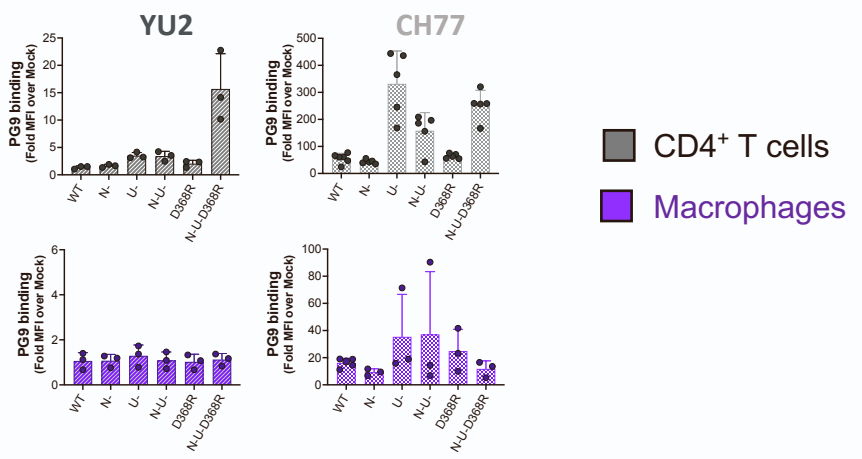 YU2
CH77
PG9 binding
(Fold MFI over Mock)
25
20
15
10
5
0
WT
N-
U-
N-U-
D368R
N-U-D368R
PG9 binding
(Fold MFI over Mock)
500
400
300
200
100
0
WT
N-
U-
N-U-
D368R
N-U-D368R
CD4⁺ T cells
Macrophages
PG9 binding
(Fold MFI over Mock)
6
4
2
0
WT
N-
U-
N-U-
D368R
N-U-D368R
PG9 binding
(Fold MFI over Mock)
100
80
60
40
20
0
WT
N-
U-
N-U-
D368R
N-U-D368R